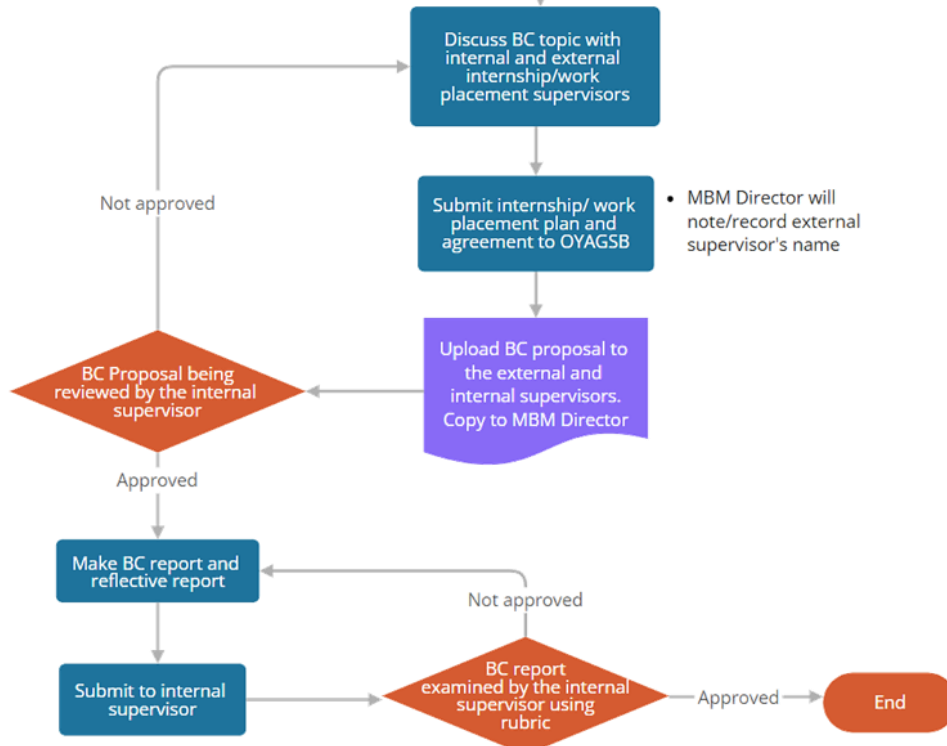 Discuss BC topic with
internal and external
internship/work
placement supervisors
Not approved
Submit internship/ work
placement plan and
agreement to OYAGSB
• MBM Director will
note/record external
supervisor's name
Upload BC proposal to
the external and
internal supervisors.
Copy to MBM Director
BC Proposal being
reviewed by the internal
supervisor
Approved
Make BC report and
reflective report
Not approved
Submit to internal
supervisor
BC report
examined by the internal
supervisor using
rubric
Approved
End